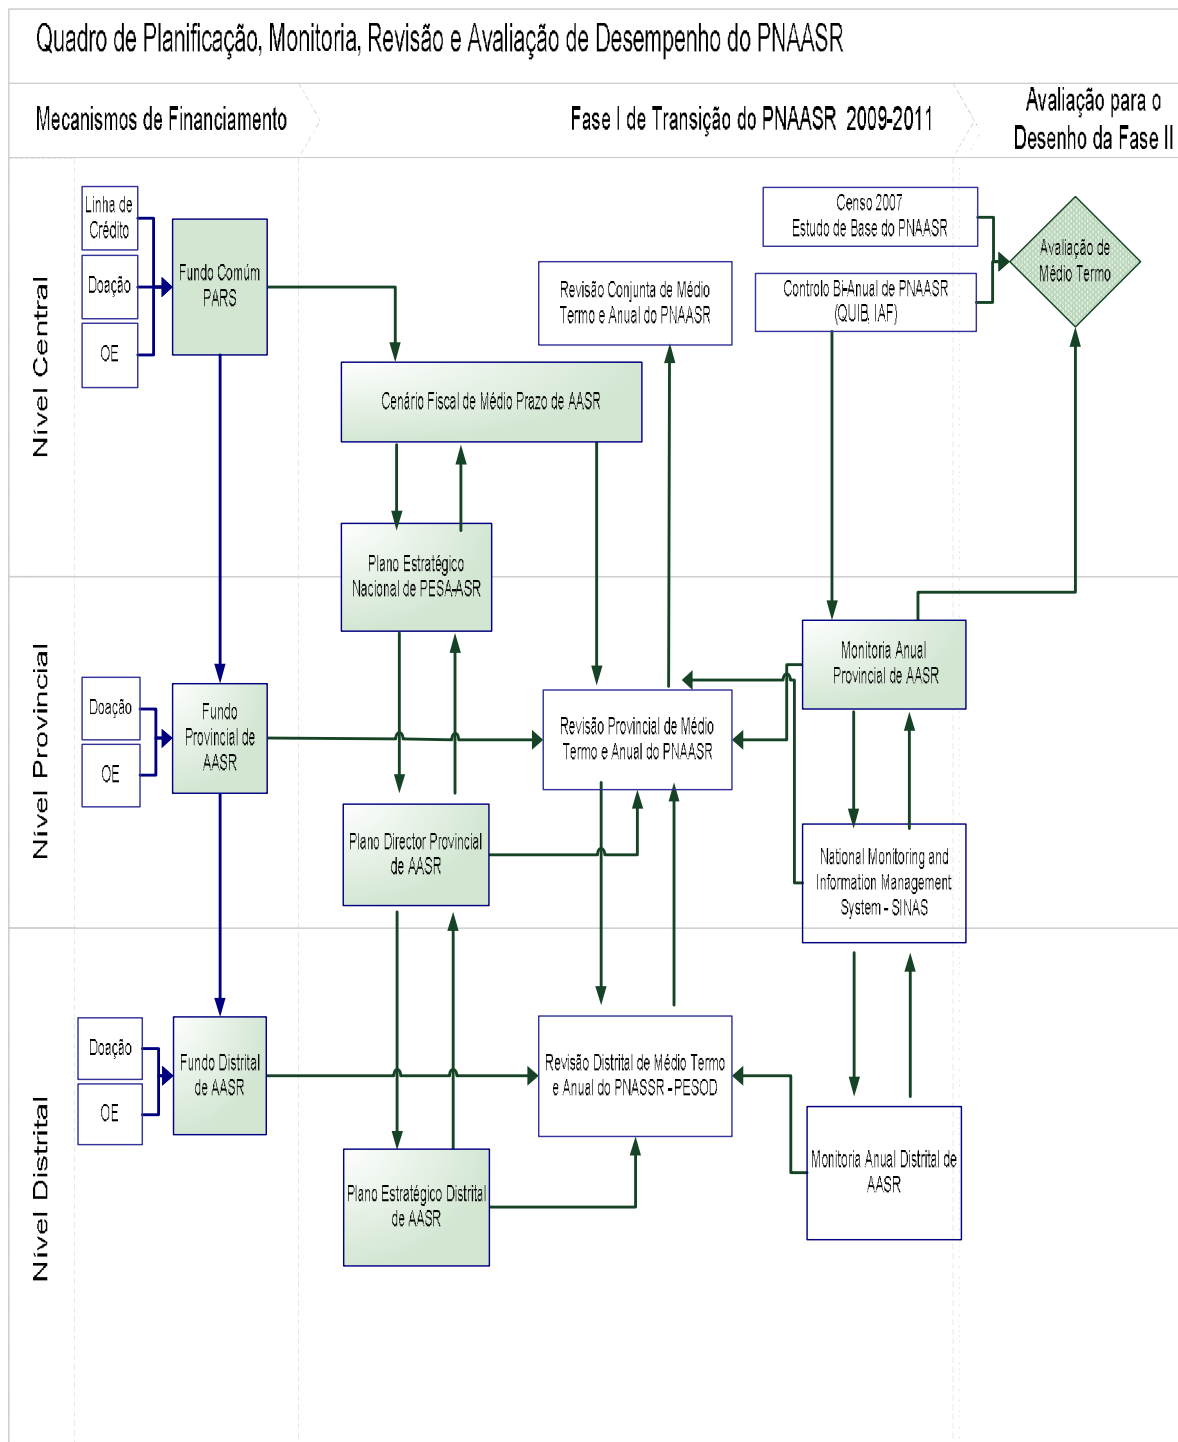 Quadro de Planificação, Monitoria, Revisão e Avaliação de Desempenho do PNAASR
Mecanismos de Financiamento
Fase I de Transição do PNAASR 2009-2011
Avaliação para o
Desenho da Fase II
Nível Central
Linha de
Crédito
Doação
OE
Fundo Comúm
PARS
Cenário Fiscal de Médio Prazo de AASR
Revisão Conjunta de Médio
Termo e Anual do PNAASR
Censo 2007
Estudo de Base do PNAASR
Controlo Bi-Anual de PNAASR
(QUIB, IAF)
Avaliação de
Médio Termo
Plano Estratégico
Nacional de PESA-ASR
Nível Provincial
Doação
OE
Fundo
Provincial de
AASR
Revisão Provincial de Médio
Termo e Anual do PNAASR
Monitoria Anual
Provincial de AASR
Plano Director Provincial
de AASR
National Monitoring and
Information Management
System - SINAS
Nível Distrital
Doação
OE
Fundo Distrital
de AASR
Revisão Distrital de Médio Termo
e Anual do PNASSR - PESOD
Plano Estratégico Distrital
de AASR
Monitoria Anual Distrital de
AASR